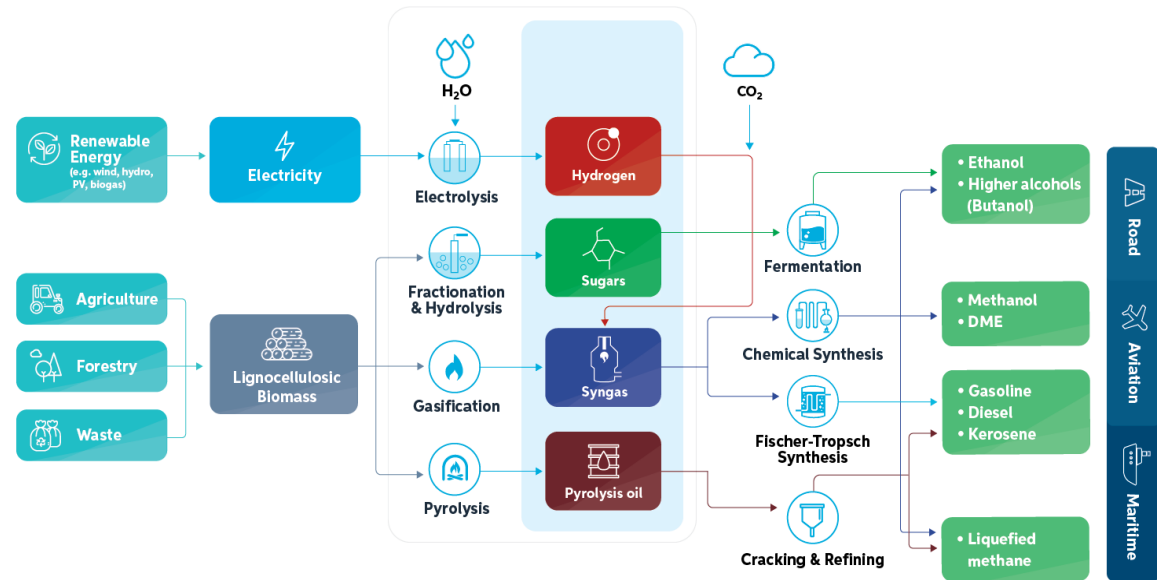 H₂O
CO₂
Renewable
Energy
(e.g. wind, hydro,
PV, biogas)
Electricity
Electrolysis
Hydrogen
• Ethanol
• Higher alcohols
(Butanol)
Road
Fractionation
& Hydrolysis
Sugars
Fermentation
Agriculture
Forestry
Waste
Lignocellulosic
Biomass
Gasification
Syngas
Chemical Synthesis
• Methanol
• DME
Aviation
Fischer-Tropsch
Synthesis
• Gasoline
• Diesel
• Kerosene
Pyrolysis
Pyrolysis oil
Cracking & Refining
• Liquefied
methane
Maritime